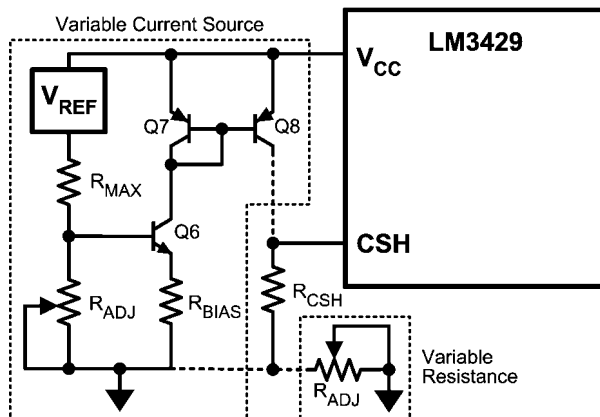 Variable Current Source
LM3429
VCC
VREF
Q7
Q8
RMAX
Q6
CSH
RCSH
RADJ
RBIAS
Variable
Resistance
RADJ